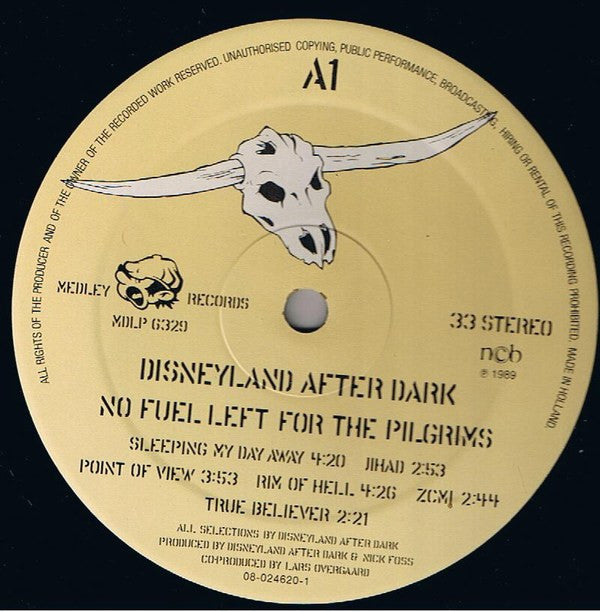 A1
ALL RIGHTS OF THE PRODUCER AND OF THE OWNER OF THE RECORDED WORK RESERVED. UNAUTHORISED COPYING, PUBLIC PERFORMANCE, BROADCASTING, HIRING OR RENTAL OF THIS RECORDING PROHIBITED. MADE IN HOLLAND.
MEDLEY RECORDS
MDLP 6329
33 STEREO
ncb
℗ 1989
DISNEYLAND AFTER DARK
NO FUEL LEFT FOR THE PILGRIMS
SLEEPING MY DAY AWAY 4:20 JIHAD 2:53
POINT OF VIEW 3:53 RIM OF HELL 4:26 ZCMI 2:44
TRUE BELIEVER 2:21
ALL SELECTIONS BY DISNEYLAND AFTER DARK
PRODUCED BY DISNEYLAND AFTER DARK & NICK FOSS
CO-PRODUCED BY LARS OVERGAARD
08-024620-1